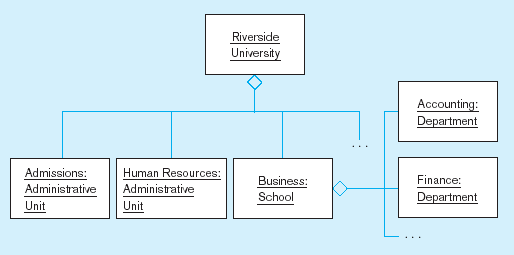 Riverside
University
Accounting:
Department
. . .
Admissions:
Administrative
Unit
Human Resources:
Administrative
Unit
Business:
School
Finance:
Department
. . .